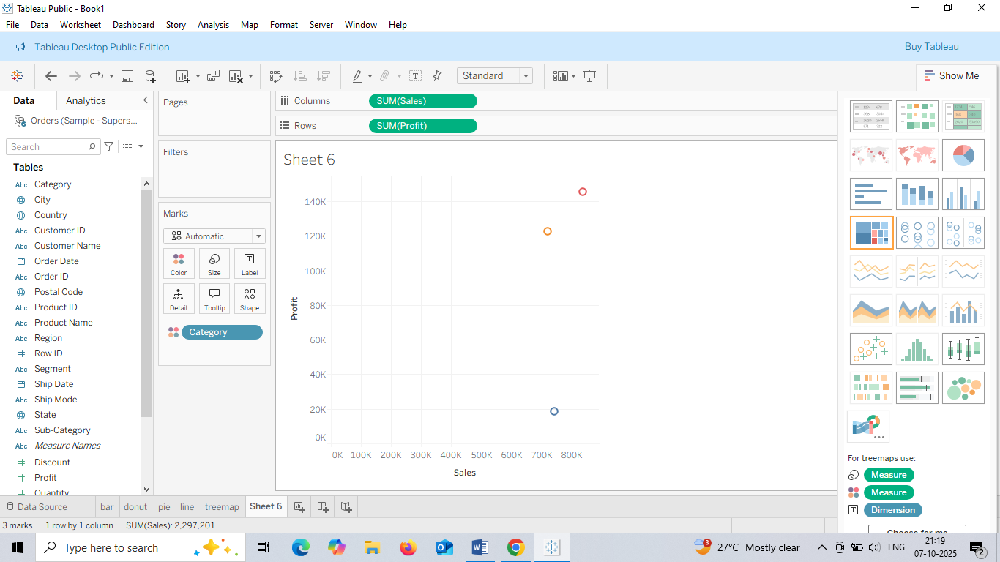 Tableau Public - Book1
File Data Worksheet Dashboard Story Analysis Map Format Server Window Help
Tableau Desktop Public Edition
Buy Tableau
Standard
Show Me
Data Analytics
Orders (Sample - Supers...
Search
Tables
Abc Category
City
Country
Abc Customer ID
Abc Customer Name
Order Date
Abc Order ID
Postal Code
Abc Product ID
Abc Product Name
Abc Region
Row ID
Abc Segment
Ship Date
Abc Ship Mode
State
Abc Sub-Category
Abc Measure Names
Discount
Profit
Quantity
Pages
Filters
Marks
Automatic
Color Size Label
Detail Tooltip Shape
Category
Columns SUM(Sales)
Rows SUM(Profit)
Sheet 6
140K
120K
100K
80K
60K
40K
20K
0K
Profit
0K 100K 200K 300K 400K 500K 600K 700K 800K
Sales
For treemaps use:
Measure
Measure
Dimension
Choose for me
Data Source bar donut pie line treemap Sheet 6
3 marks 1 row by 1 column SUM(Sales): 2,297,201
Type here to search
3
27°C Mostly clear
ENG
21:19
07-10-2025
2